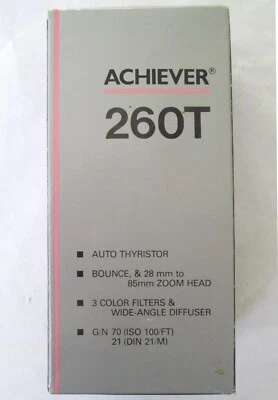 ACHIEVER®
260T
■ AUTO THYRISTOR
■ BOUNCE, & 28 mm to
85mm ZOOM HEAD
■ 3 COLOR FILTERS &
WIDE-ANGLE DIFFUSER
■ G/N 70 (ISO 100/FT)
21 (DIN 21/M)